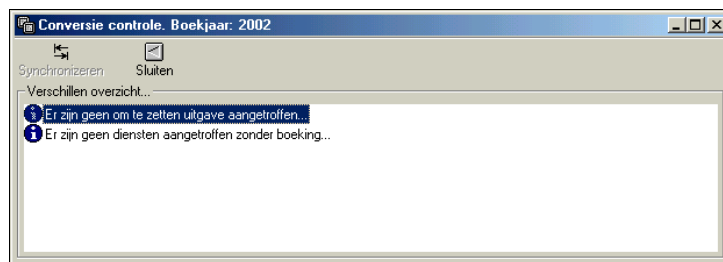 Conversie controle. Boekjaar: 2002
Synchronizeren Sluiten
Verschillen overzicht...
Er zijn geen om te zetten uitgave aangetroffen...
Er zijn geen diensten aangetroffen zonder boeking...